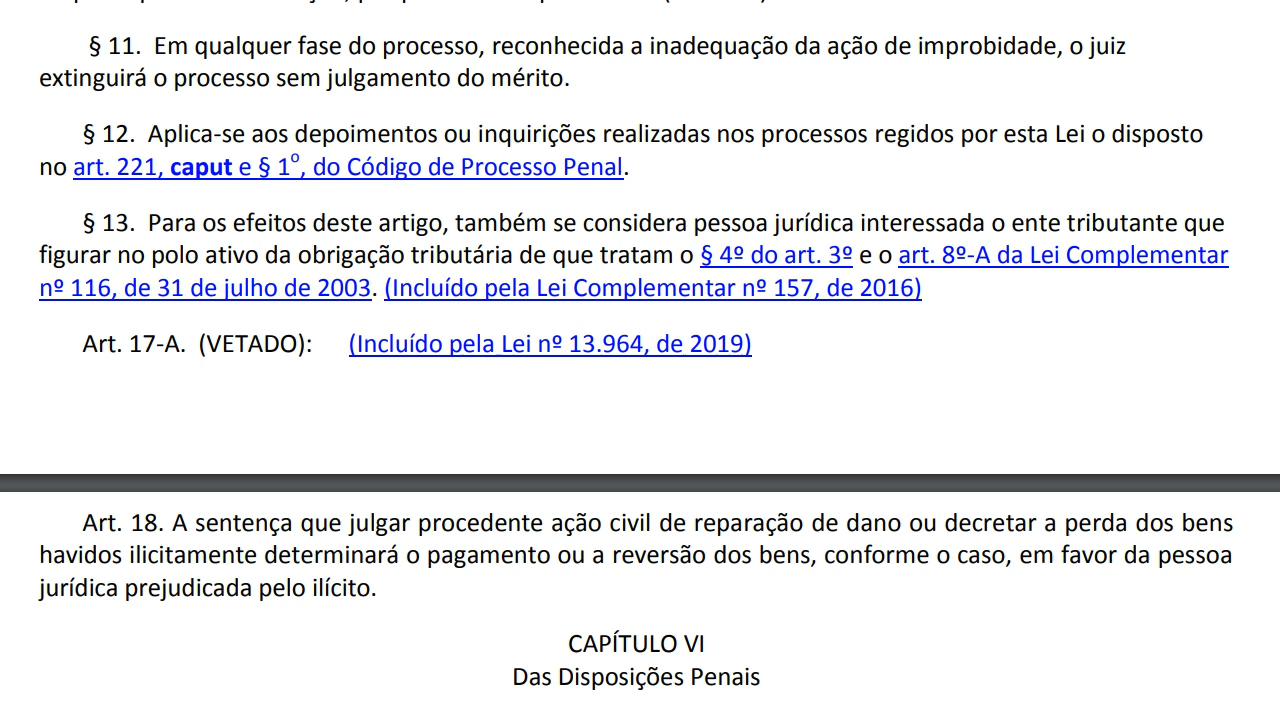 § 11.  Em qualquer fase do processo, reconhecida a inadequação da ação de improbidade, o juiz
extinguirá o processo sem julgamento do mérito.
§ 12.  Aplica-se aos depoimentos ou inquirições realizadas nos processos regidos por esta Lei o disposto
no art. 221, caput e § 1º, do Código de Processo Penal.
§ 13.  Para os efeitos deste artigo, também se considera pessoa jurídica interessada o ente tributante que
figurar no polo ativo da obrigação tributária de que tratam o § 4º do art. 3º e o art. 8º-A da Lei Complementar
nº 116, de 31 de julho de 2003. (Incluído pela Lei Complementar nº 157, de 2016)
Art. 17-A.  (VETADO):     (Incluído pela Lei nº 13.964, de 2019)
Art. 18. A sentença que julgar procedente ação civil de reparação de dano ou decretar a perda dos bens
havidos ilicitamente determinará o pagamento ou a reversão dos bens, conforme o caso, em favor da pessoa
jurídica prejudicada pelo ilícito.
CAPÍTULO VI
Das Disposições Penais